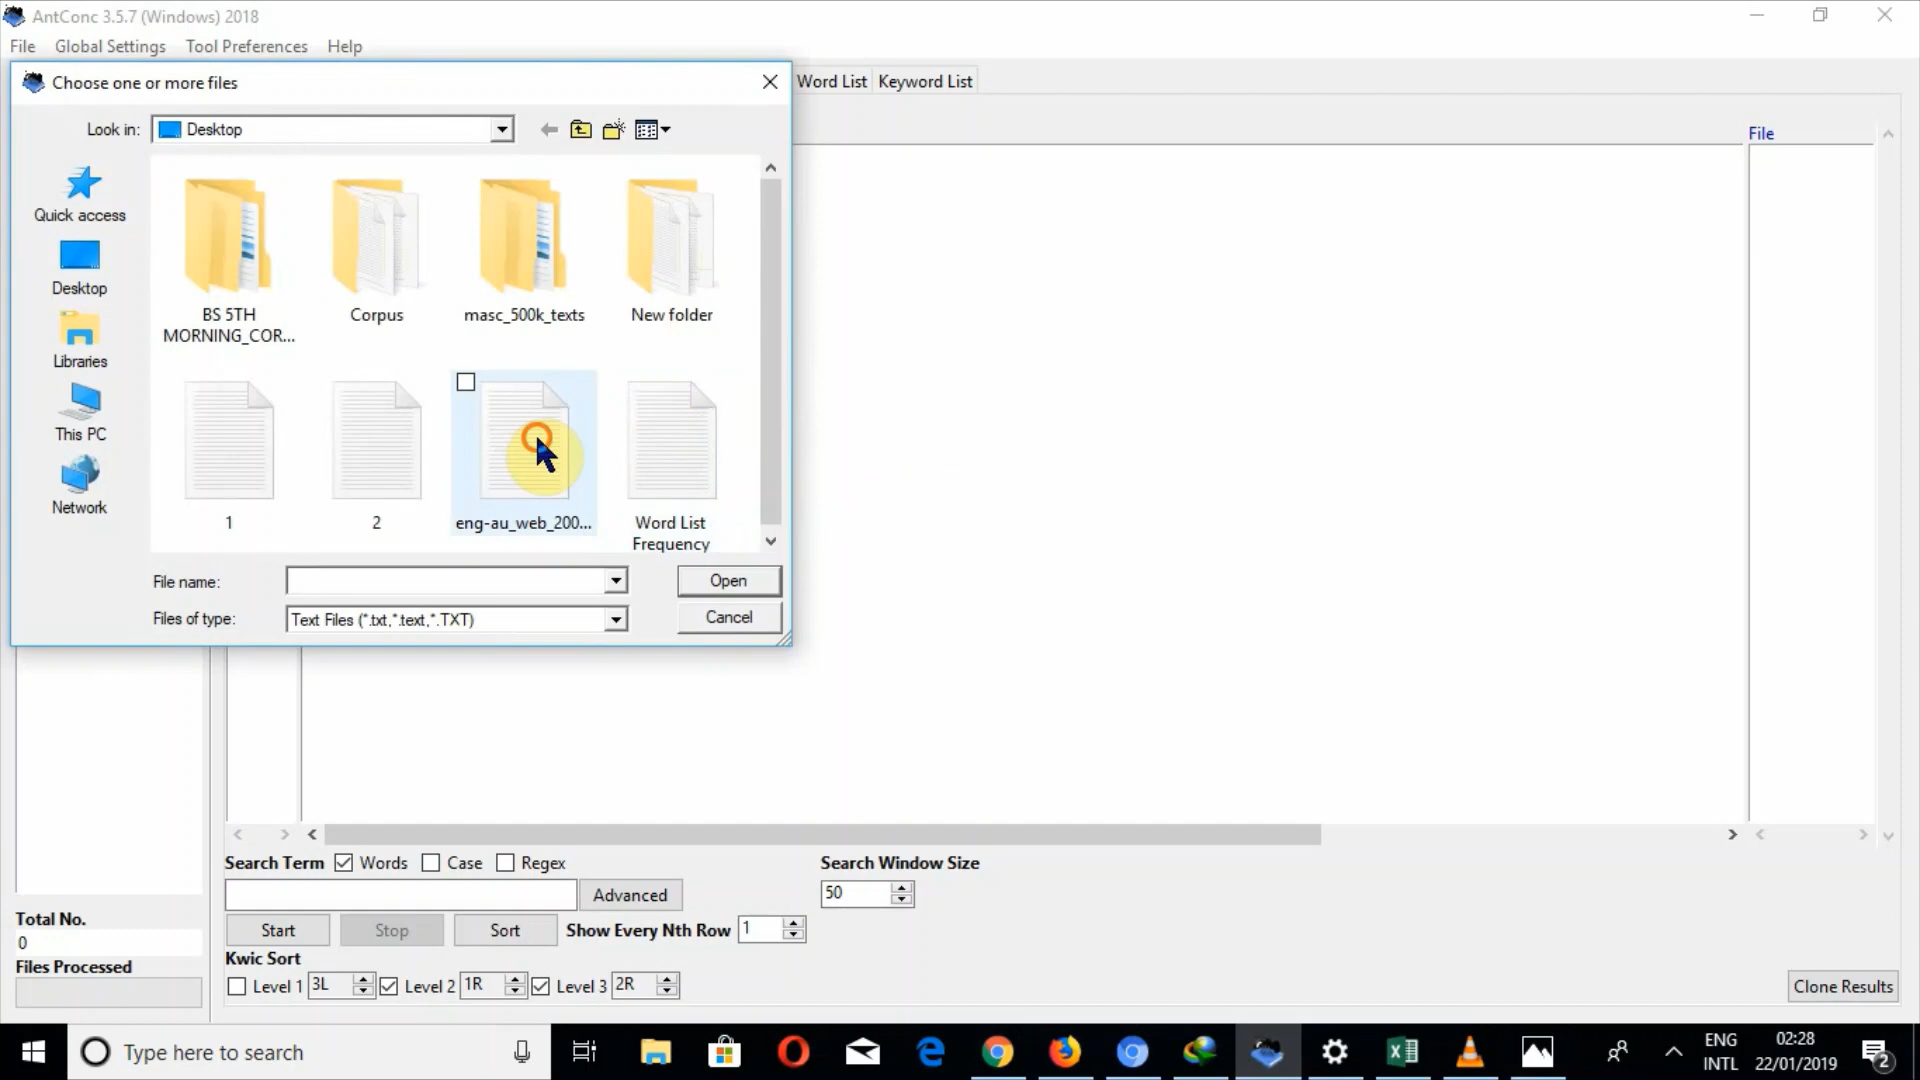 AntConc 3.5.7 (Windows) 2018
File Global Settings Tool Preferences Help
Choose one or more files
Word List Keyword List
Look in: Desktop
File
Quick access
Desktop
Libraries
This PC
Network
BS 5TH MORNING_COR...
Corpus
masc_500k_texts
New folder
1
2
eng-au_web_200...
Word List Frequency
File name:
Open
Files of type: Text Files (*.txt,*.text,*.TXT)
Cancel
Search Term Words Case Regex
Search Window Size
Advanced
50
Total No.
0
Start Stop Sort Show Every Nth Row 1
Files Processed
Kwic Sort
Level 1 3L Level 2 1R Level 3 2R
Clone Results
Type here to search
ENG
INTL
02:28
22/01/2019
2